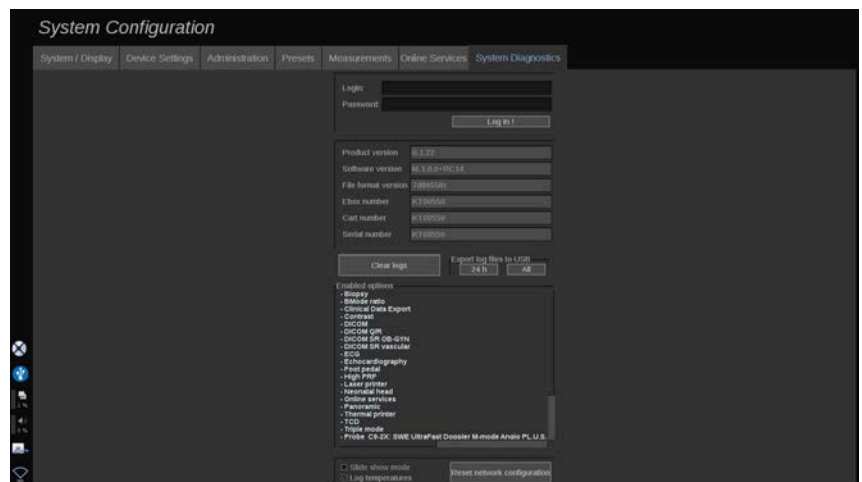 System Configuration
System / Display Device Settings Administration Presets Measurements Online Services System Diagnostics
Login:
Password:
Log in !
Product version
Software version
File format version
Ebox number KT00550
Cart number KT00550
Serial number KT00550
Clear logs
Export log files to USB
24 h All
Enabled options
- Biopsy
- BMode ratio
- Clinical Data Export
- Contrast
- DICOM
- DICOM Q/R
- DICOM SR OB-GYN
- DICOM SR vascular
- ECG
- Echocardiography
- Foot pedal
- High PRF
- Laser printer
- Neonatal head
- Online services
- Panoramic
- Thermal printer
- TCD
- Triple mode
- Probe C9-2X: SWE UltraFast Doppler M-mode Angio PL.U.S.
Slide show mode
Log temperatures
Reset network configuration